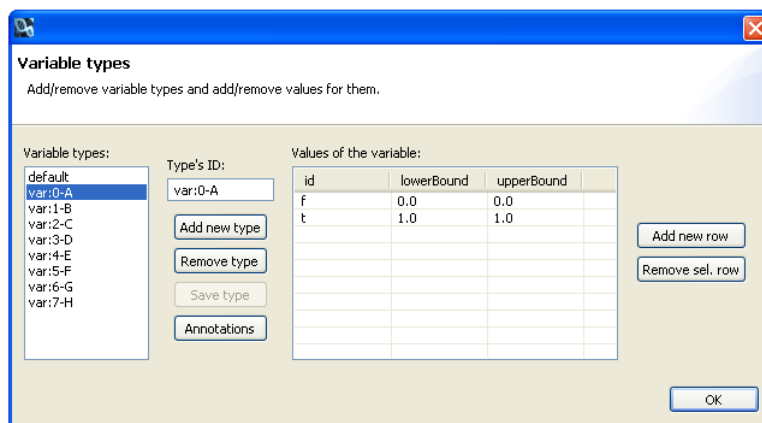 Variable types
Add/remove variable types and add/remove values for them.
Variable types:
default
var:0-A
var:1-B
var:2-C
var:3-D
var:4-E
var:5-F
var:6-G
var:7-H
Type's ID:
var:0-A
Add new type
Remove type
Save type
Annotations
Values of the variable:
id lowerBound upperBound
f 0.0 0.0
t 1.0 1.0
Add new row
Remove sel. row
OK